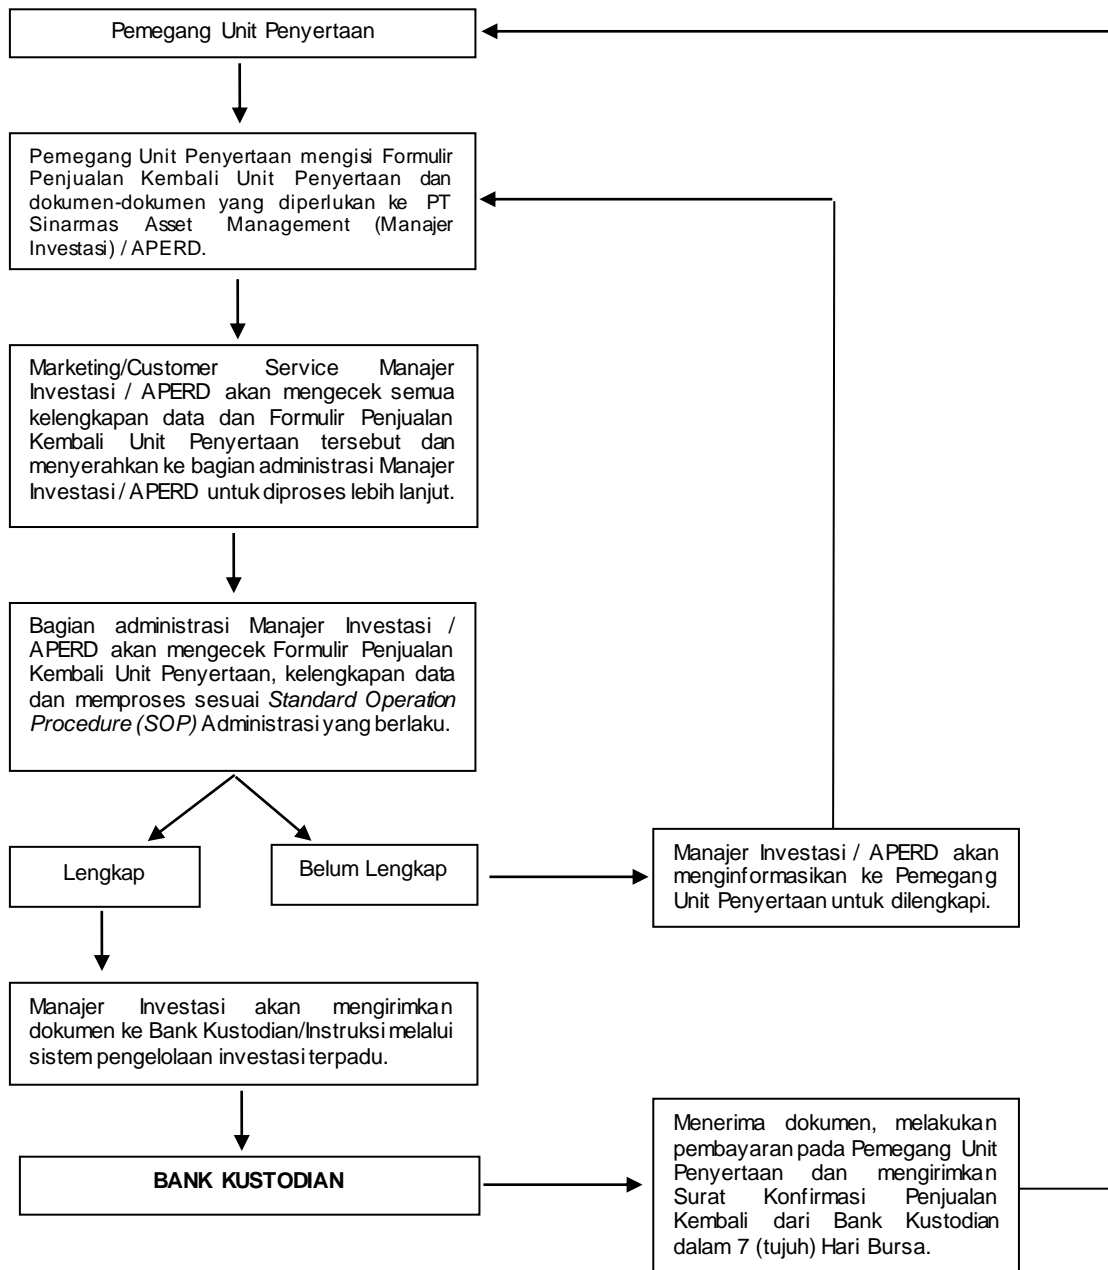 Pemegang Unit Penyertaan
Pemegang Unit Penyertaan mengisi Formulir
Penjualan Kembali Unit Penyertaan dan
dokumen-dokumen yang diperlukan ke PT
Sinarmas Asset Management (Manajer
Investasi) / APERD.
Marketing/Customer Service Manajer
Investasi / APERD akan mengecek semua
kelengkapan data dan Formulir Penjualan
Kembali Unit Penyertaan tersebut dan
menyerahkan ke bagian administrasi Manajer
Investasi / APERD untuk diproses lebih lanjut.
Bagian administrasi Manajer Investasi /
APERD akan mengecek Formulir Penjualan
Kembali Unit Penyertaan, kelengkapan data
dan memproses sesuai Standard Operation
Procedure (SOP) Administrasi yang berlaku.
Lengkap
Belum Lengkap
Manajer Investasi / APERD akan
menginformasikan ke Pemegang
Unit Penyertaan untuk dilengkapi.
Manajer Investasi akan mengirimkan
dokumen ke Bank Kustodian/Instruksi melalui
sistem pengelolaan investasi terpadu.
BANK KUSTODIAN
Menerima dokumen, melakukan
pembayaran pada Pemegang Unit
Penyertaan dan mengirimkan
Surat Konfirmasi Penjualan
Kembali dari Bank Kustodian
dalam 7 (tujuh) Hari Bursa.